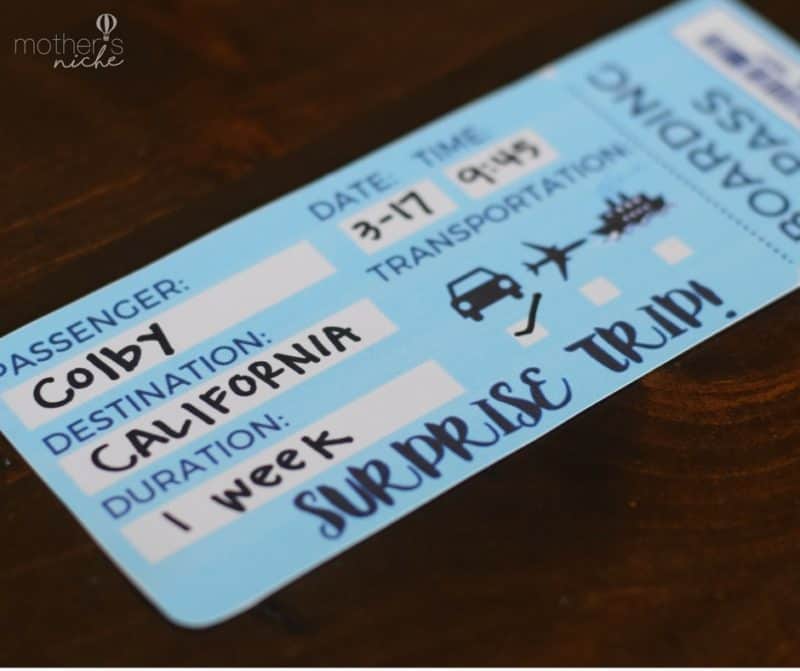 mother's
niche
BOARDING
PASS
DATE:
TIME:
3-17
9:45
TRANSPORTATION:
PASSENGER:
Colby
DESTINATION:
CALIFORNIA
DURATION:
1 week
SURPRISE TRIP!